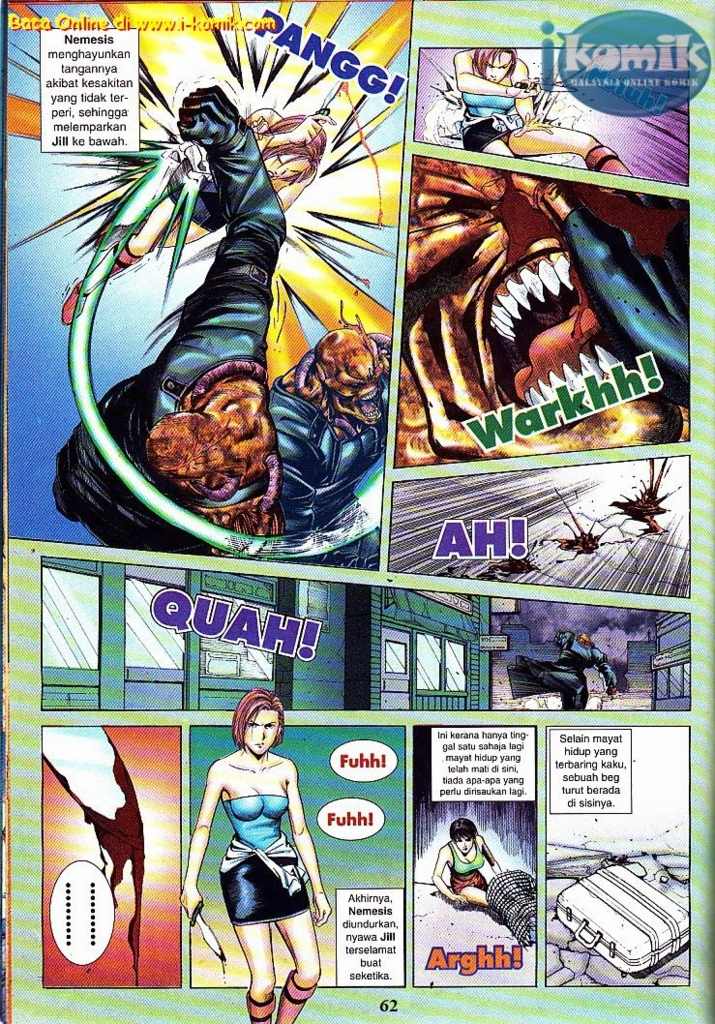 Baca Online di www.i-komik.com
ikomik
MALAYSIA ONLINE KOMIK
Nemesis
menghayunkan
tangannya
akibat kesakitan
yang tidak ter-
peri, sehingga
melemparkan
Jill ke bawah.
PANGG!
Warkhh!
AH!
QUAH!
Fuhh!
Fuhh!
Akhirnya,
Nemesis
diundurkan,
nyawa Jill
terselamat
buat
seketika.
Ini kerana hanya ting-
gal satu sahaja lagi
mayat hidup yang
telah mati di sini,
tiada apa-apa yang
perlu dirisaukan lagi.
Arghh!
Selain mayat
hidup yang
terbaring kaku,
sebuah beg
turut berada
di sisinya.
62